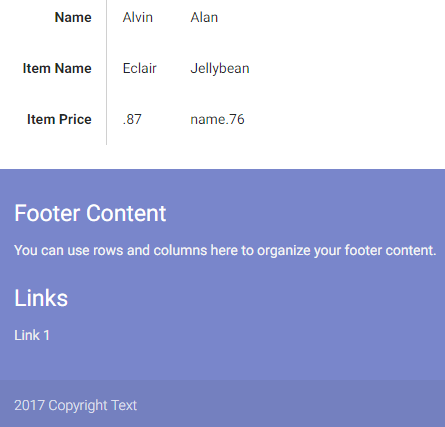 Name Alvin Alan
Item Name Eclair Jellybean
Item Price .87 name.76
Footer Content
You can use rows and columns here to organize your footer content.
Links
Link 1
2017 Copyright Text